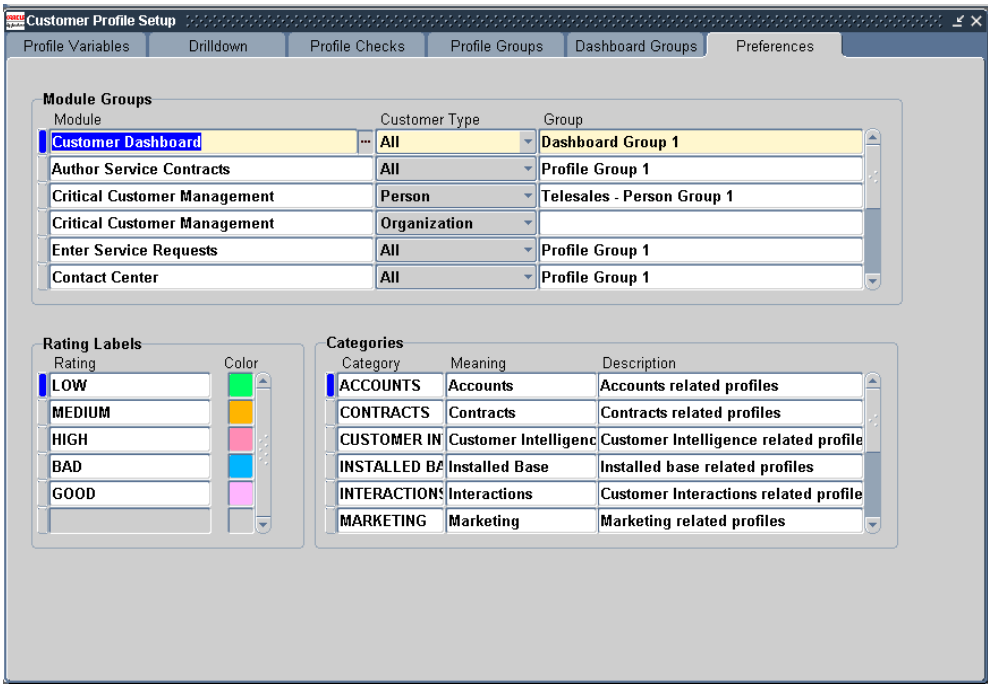 Customer Profile Setup
Profile Variables Drilldown Profile Checks Profile Groups Dashboard Groups Preferences
Module Groups
Module Customer Type Group
Customer Dashboard ... All Dashboard Group 1
Author Service Contracts All Profile Group 1
Critical Customer Management Person Telesales - Person Group 1
Critical Customer Management Organization
Enter Service Requests All Profile Group 1
Contact Center All Profile Group 1
Rating Labels
Rating Color
LOW
MEDIUM
HIGH
BAD
GOOD
Categories
Category Meaning Description
ACCOUNTS Accounts Accounts related profiles
CONTRACTS Contracts Contracts related profiles
CUSTOMER IN Customer Intelligenc Customer Intelligence related profile
INSTALLED BA Installed Base Installed base related profiles
INTERACTIONS Interactions Customer Interactions related profile
MARKETING Marketing Marketing related profiles